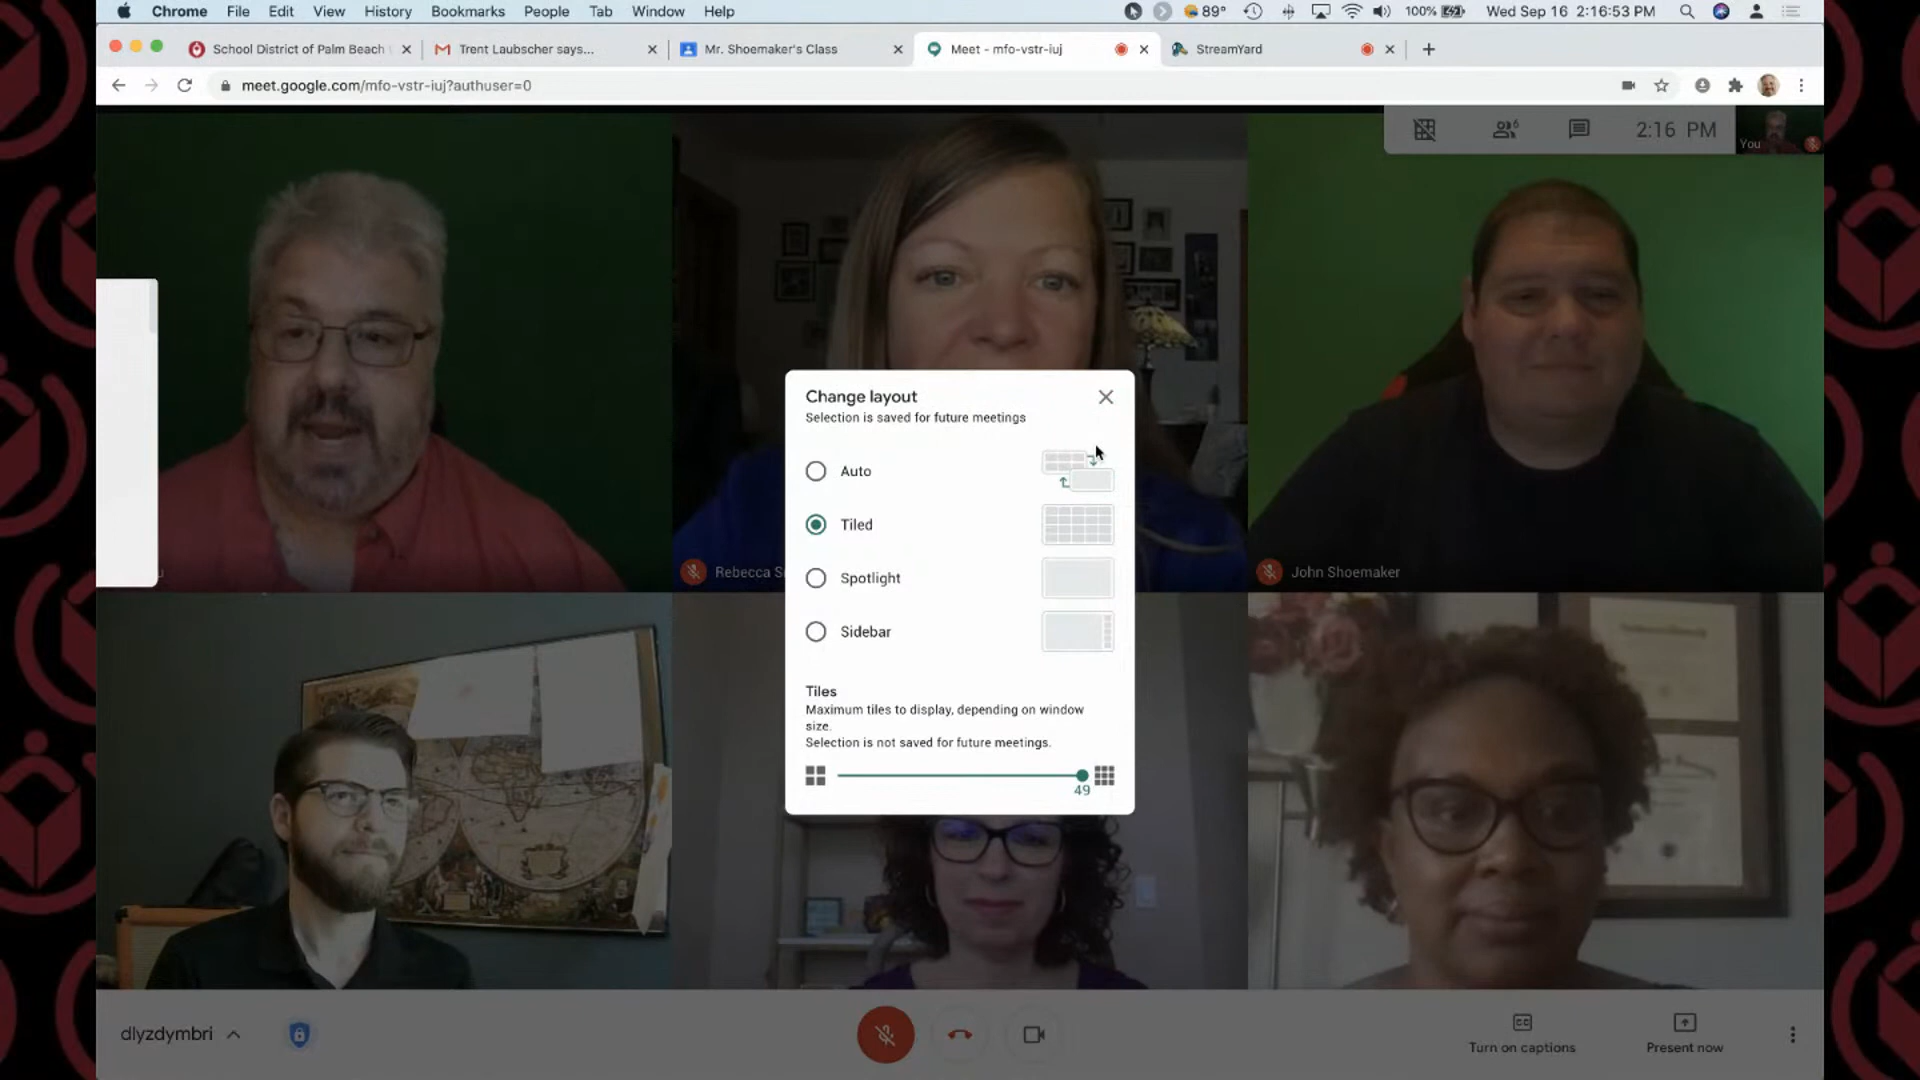 Chrome File Edit View History Bookmarks People Tab Window Help 89° 100% Wed Sep 16 2:16:53 PM
School District of Palm Beach Trent Laubscher says... Mr. Shoemaker's Class Meet - mfo-vstr-iuj StreamYard
meet.google.com/mfo-vstr-iuj?authuser=0
6 2:16 PM You
Change layout
Selection is saved for future meetings
Auto
Tiled
Spotlight
Sidebar
Tiles
Maximum tiles to display, depending on window
size.
Selection is not saved for future meetings.
49
Rebecca
John Shoemaker
dlyzdymbri
Turn on captions
Present now